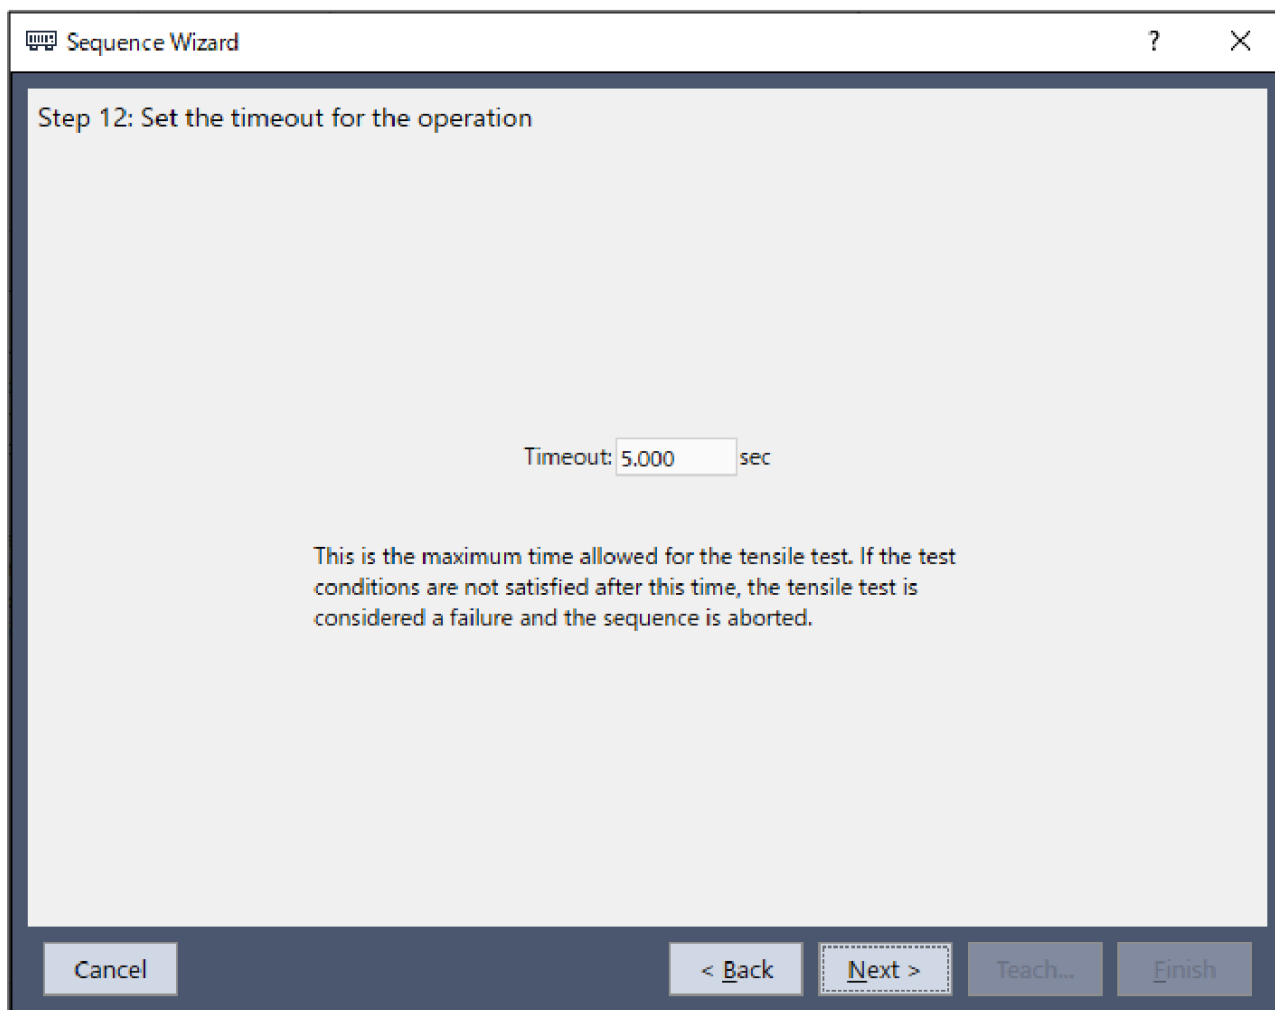 Sequence Wizard
?
Step 12: Set the timeout for the operation
Timeout: 5.000 sec
This is the maximum time allowed for the tensile test. If the test
conditions are not satisfied after this time, the tensile test is
considered a failure and the sequence is aborted.
Cancel
< Back
Next >
Teach...
Finish